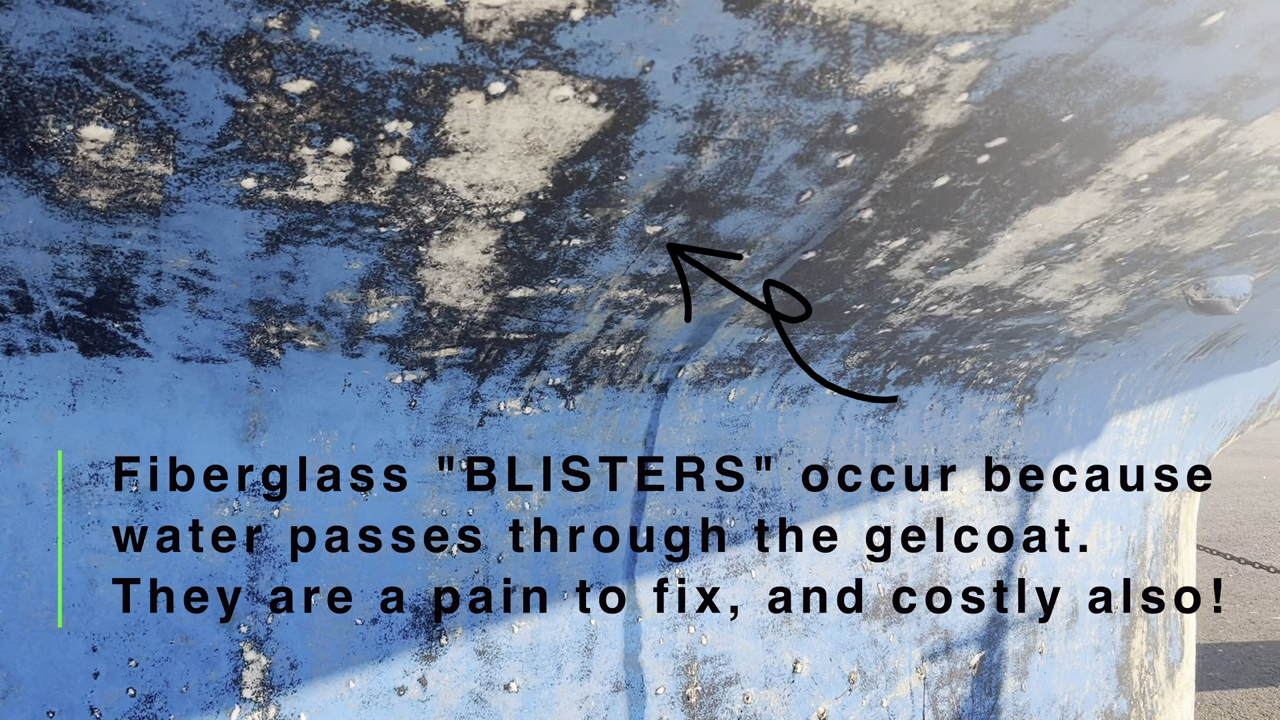 Fiberglass "BLISTERS" occur because
water passes through the gelcoat.
They are a pain to fix, and costly also!